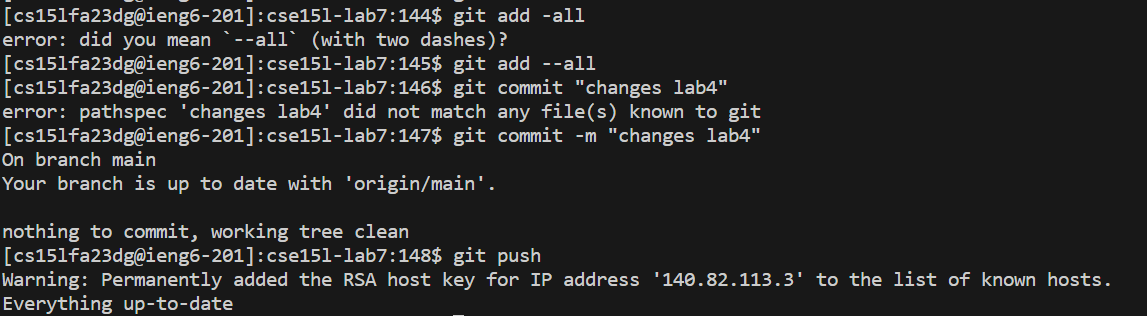 [cs15lfa23dg@ieng6-201]:cse15l-lab7:144$ git add -all
error: did you mean `--all` (with two dashes)?
[cs15lfa23dg@ieng6-201]:cse15l-lab7:145$ git add --all
[cs15lfa23dg@ieng6-201]:cse15l-lab7:146$ git commit "changes lab4"
error: pathspec 'changes lab4' did not match any file(s) known to git
[cs15lfa23dg@ieng6-201]:cse15l-lab7:147$ git commit -m "changes lab4"
On branch main
Your branch is up to date with 'origin/main'.

nothing to commit, working tree clean
[cs15lfa23dg@ieng6-201]:cse15l-lab7:148$ git push
Warning: Permanently added the RSA host key for IP address '140.82.113.3' to the list of known hosts.
Everything up-to-date